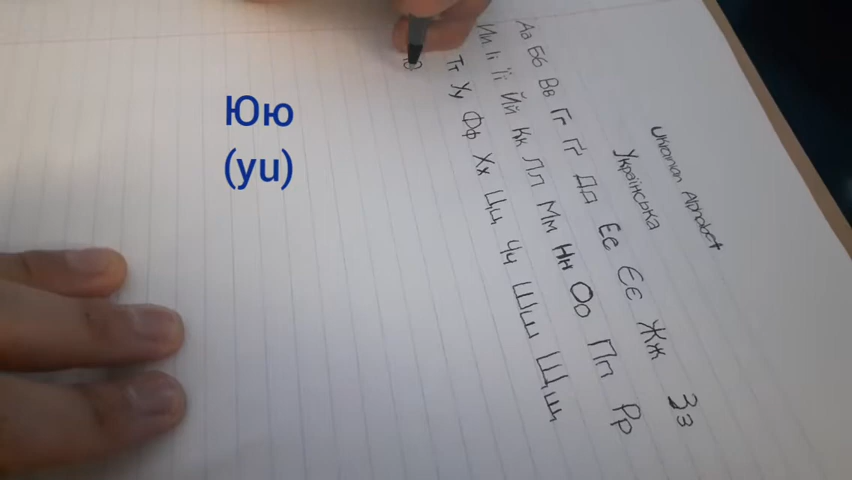 Юю
(yu)
Alphabet
Українська
Аа Бб Вв Гг Ґґ Дд Ее Єє Жж Зз
Ии Іі Її Йй Кк Лл Мм Нн Оо Пп Рр
Тт Уу Фф Хх Цц Чч Шш Щщ